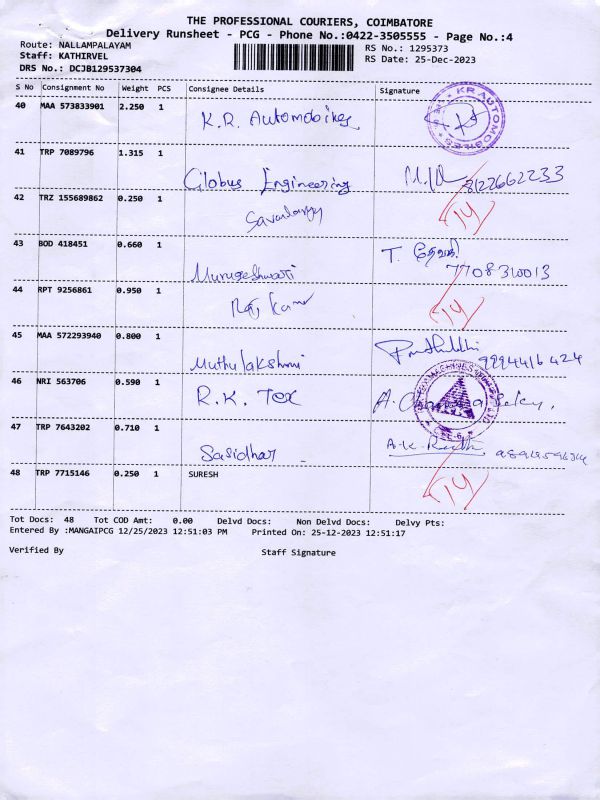 THE PROFESSIONAL COURIERS, COIMBATORE
Delivery Runsheet - PCG - Phone No.:0422-3505555 - Page No.:4
Route: NALLAMPALAYAM RS No.: 1295373
Staff: KATHIRVEL RS Date: 25-Dec-2023
DRS No.: DCJB129537304
S No Consignment No Weight PCS Consignee Details Signature
40 MAA 573833901 2.250 1 K.R. Automobikes
KR AUTOMOBILES
41 TRP 7089796 1.315 1 Globus Engineering 8122662233
42 TRZ 155689862 0.250 1
43 BOD 418451 0.660 1 Murugeshwari T. தேவகி 7708310013
44 RPT 9256861 0.950 1 Raj Kumar
45 MAA 572293940 0.800 1 Muthulakshmi 9994416424
46 NRI 563706 0.590 1 R.K. Tex
47 TRP 7643202 0.710 1 Sasidhar A.K.
48 TRP 7715146 0.250 1 SURESH
Tot Docs: 48 Tot COD Amt: 0.00 Delvd Docs: Non Delvd Docs: Delvy Pts:
Entered By :MANGAIPCG 12/25/2023 12:51:03 PM Printed On: 25-12-2023 12:51:17
Verified By Staff Signature